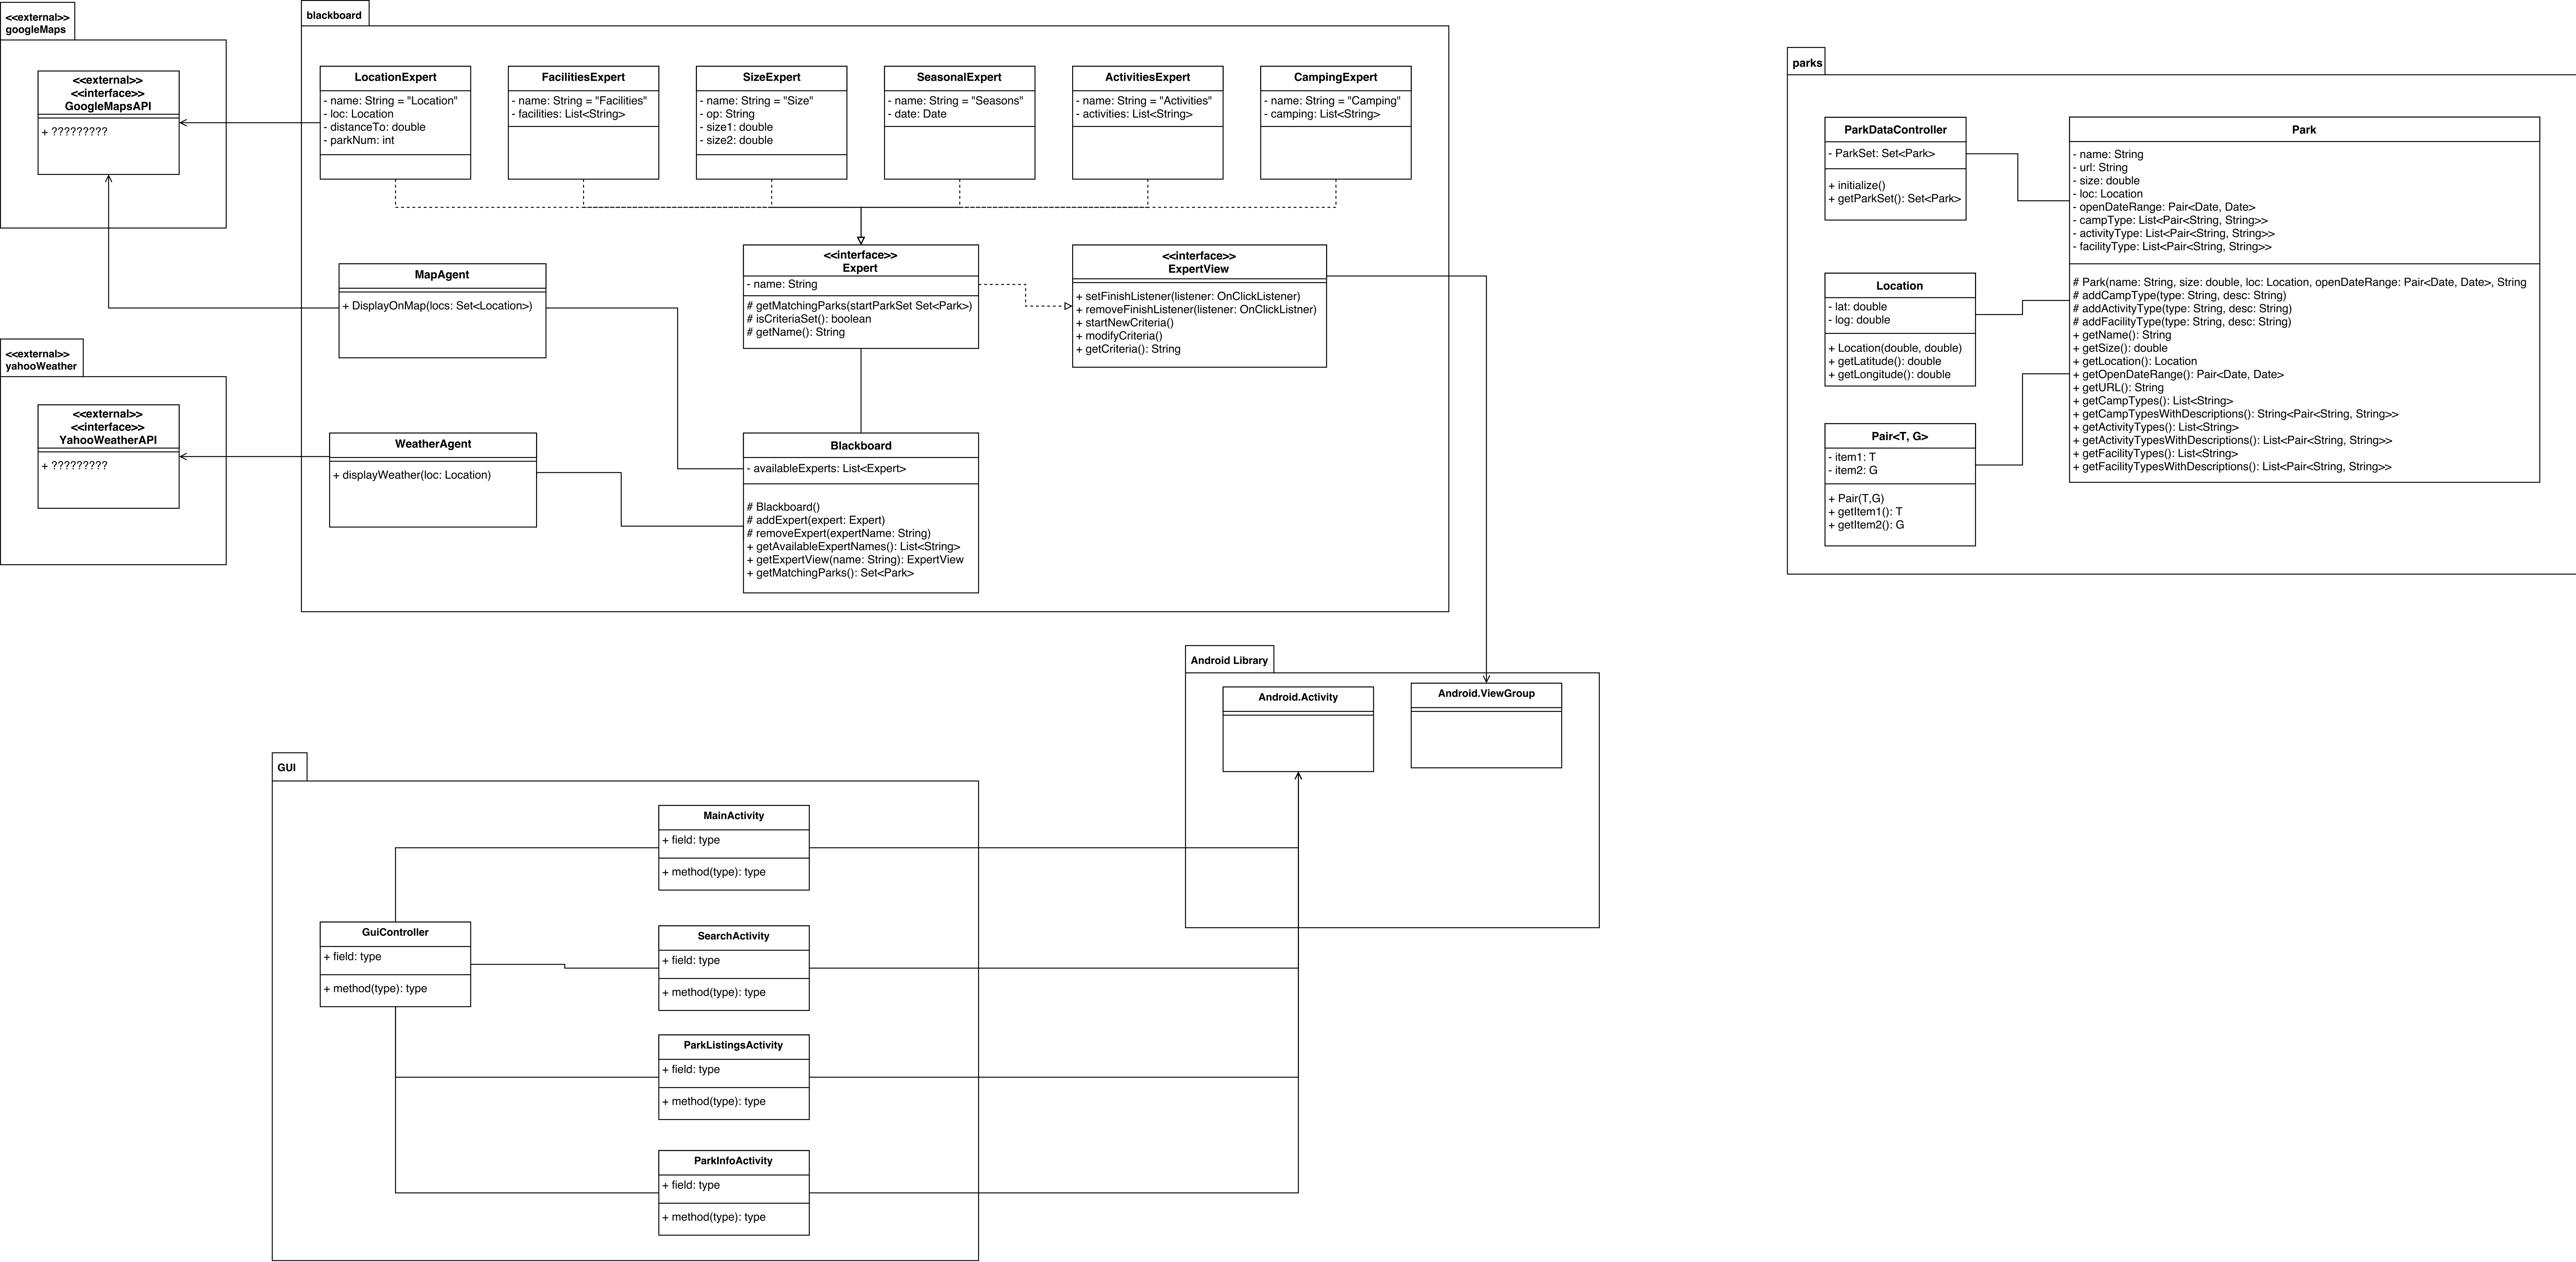 <<external>>
googleMaps
<<external>>
<<interface>>
GoogleMapsAPI
+ ?????????
<<external>>
yahooWeather
<<external>>
<<interface>>
YahooWeatherAPI
+ ?????????
blackboard
LocationExpert
- name: String = "Location"
- loc: Location
- distanceTo: double
- parkNum: int
FacilitiesExpert
- name: String = "Facilities"
- facilities: List<String>
SizeExpert
- name: String = "Size"
- op: String
- size1: double
- size2: double
SeasonalExpert
- name: String = "Seasons"
- date: Date
ActivitiesExpert
- name: String = "Activities"
- activities: List<String>
CampingExpert
- name: String = "Camping"
- camping: List<String>
MapAgent
+ DisplayOnMap(locs: Set<Location>)
<<interface>>
Expert
- name: String
# getMatchingParks(startParkSet Set<Park>)
# isCriteriaSet(): boolean
# getName(): String
<<interface>>
ExpertView
+ setFinishListener(listener: OnClickListener)
+ removeFinishListener(listener: OnClickListner)
+ startNewCriteria()
+ modifyCriteria()
+ getCriteria(): String
WeatherAgent
+ displayWeather(loc: Location)
Blackboard
- availableExperts: List<Expert>
# Blackboard()
# addExpert(expert: Expert)
# removeExpert(expertName: String)
+ getAvailableExpertNames(): List<String>
+ getExpertView(name: String): ExpertView
+ getMatchingParks(): Set<Park>
parks
ParkDataController
- ParkSet: Set<Park>
+ initialize()
+ getParkSet(): Set<Park>
Location
- lat: double
- log: double
+ Location(double, double)
+ getLatitude(): double
+ getLongitude(): double
Pair<T, G>
- item1: T
- item2: G
+ Pair(T,G)
+ getItem1(): T
+ getItem2(): G
Park
- name: String
- url: String
- size: double
- loc: Location
- openDateRange: Pair<Date, Date>
- campType: List<Pair<String, String>>
- activityType: List<Pair<String, String>>
- facilityType: List<Pair<String, String>>
# Park(name: String, size: double, loc: Location, openDateRange: Pair<Date, Date>, String
# addCampType(type: String, desc: String)
# addActivityType(type: String, desc: String)
# addFacilityType(type: String, desc: String)
+ getName(): String
+ getSize(): double
+ getLocation(): Location
+ getOpenDateRange(): Pair<Date, Date>
+ getURL(): String
+ getCampTypes(): List<String>
+ getCampTypesWithDescriptions(): String<Pair<String, String>>
+ getActivityTypes(): List<String>
+ getActivityTypesWithDescriptions(): List<Pair<String, String>>
+ getFacilityTypes(): List<String>
+ getFacilityTypesWithDescriptions(): List<Pair<String, String>>
Android Library
Android.Activity
Android.ViewGroup
GUI
MainActivity
+ field: type
+ method(type): type
GuiController
+ field: type
+ method(type): type
SearchActivity
+ field: type
+ method(type): type
ParkListingsActivity
+ field: type
+ method(type): type
ParkInfoActivity
+ field: type
+ method(type): type